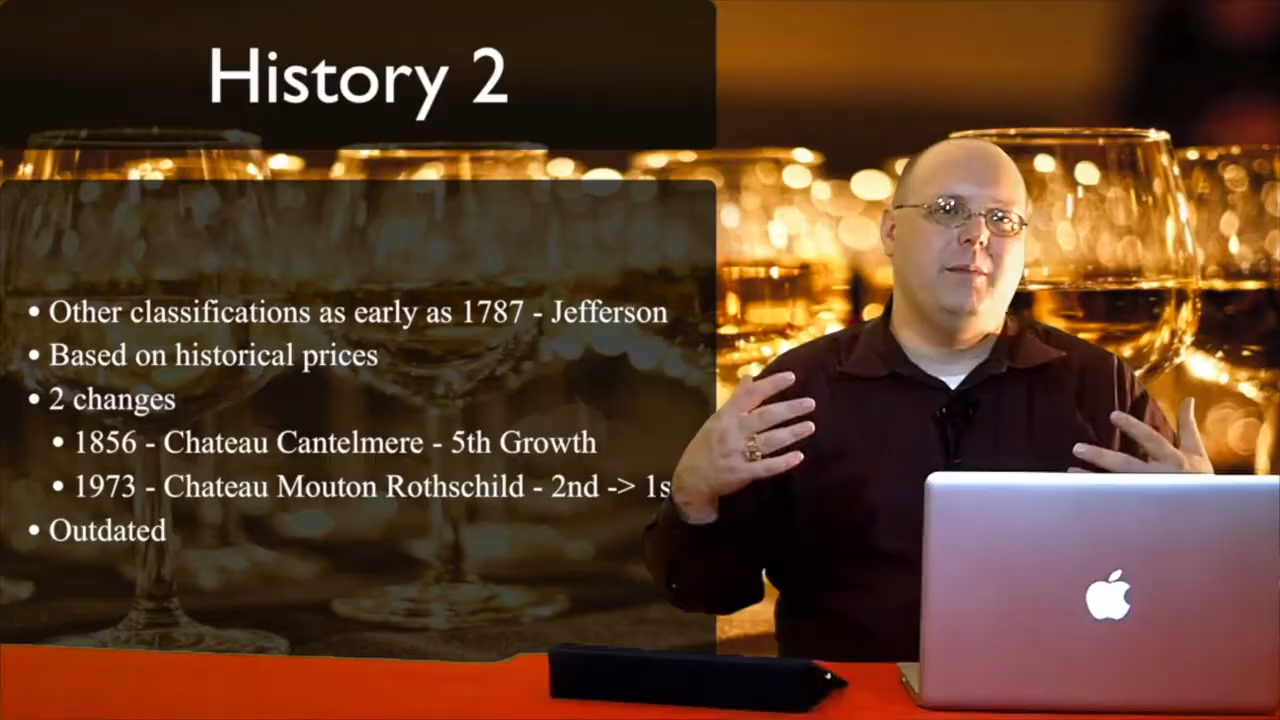 History 2
• Other classifications as early as 1787 - Jefferson
• Based on historical prices
• 2 changes
• 1856 - Chateau Cantelmere - 5th Growth
• 1973 - Chateau Mouton Rothschild - 2nd -> 1s
• Outdated